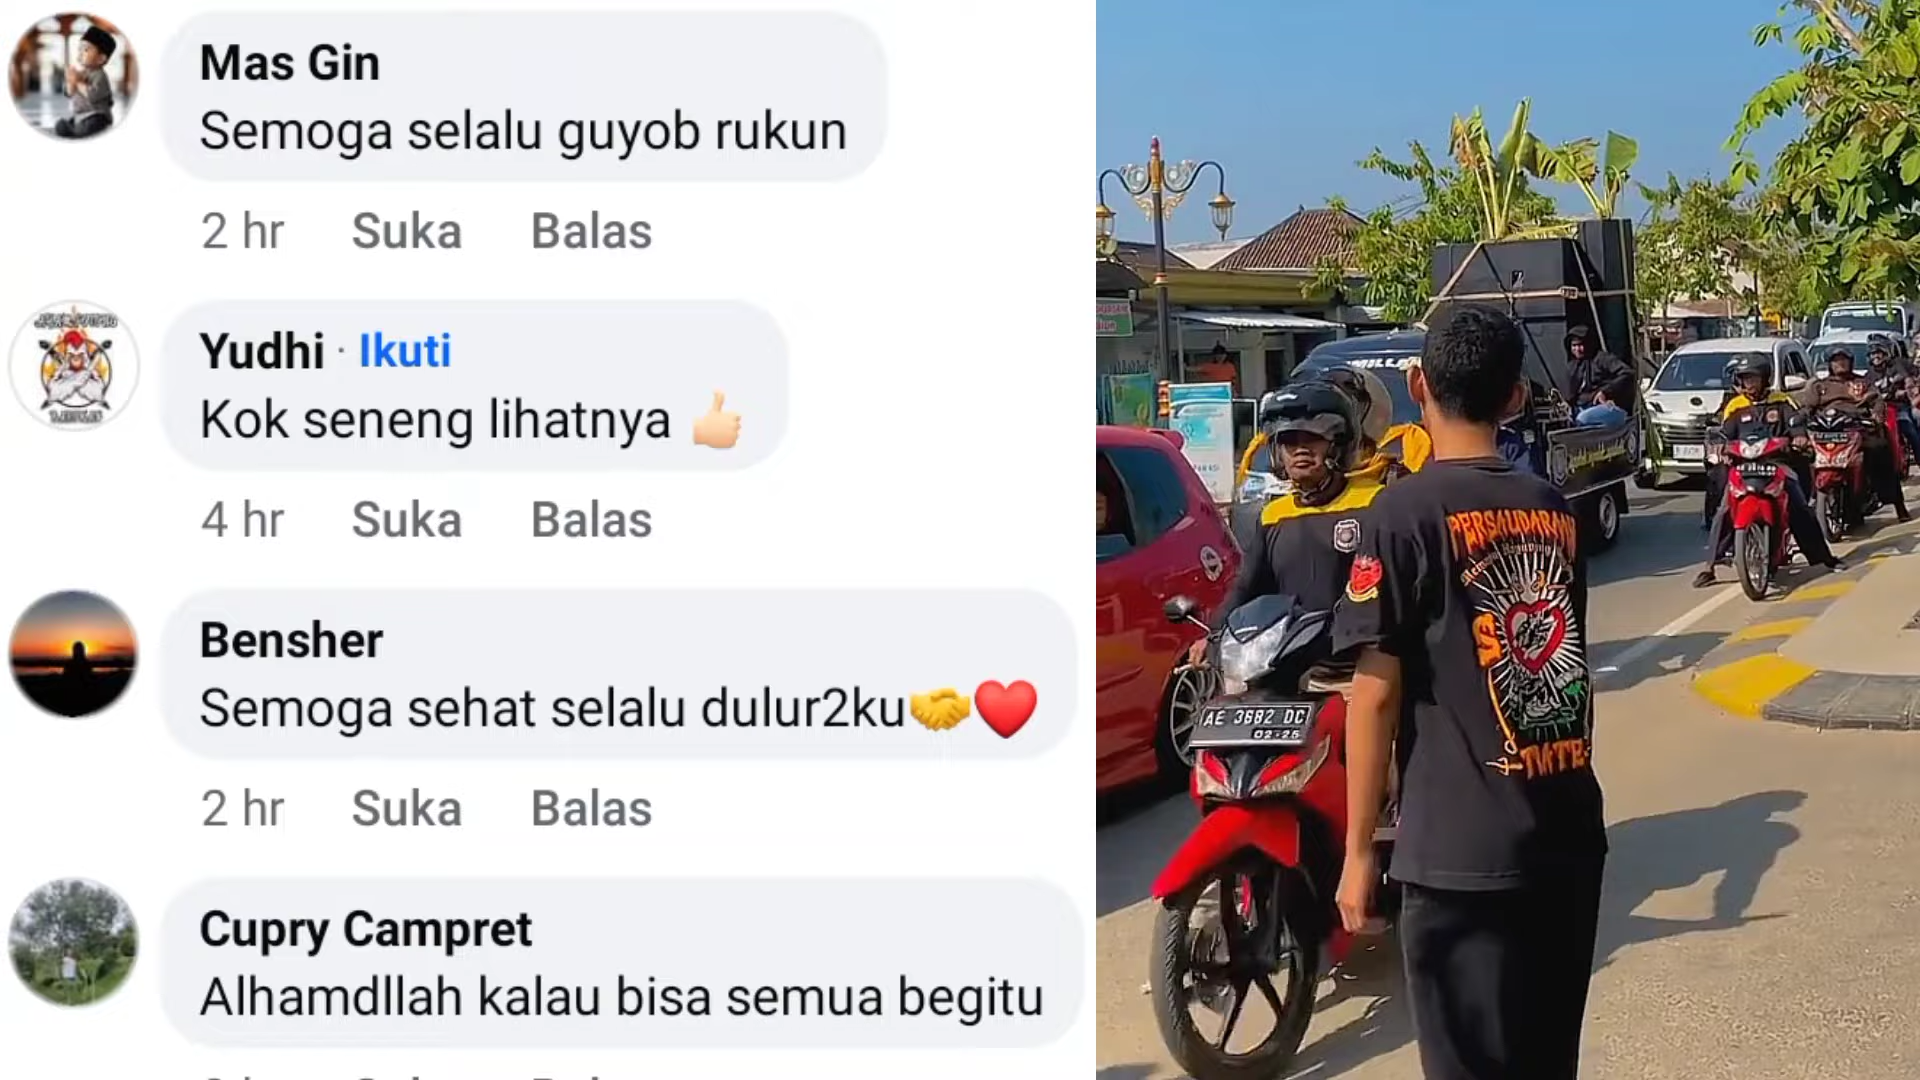 Mas Gin
Semoga selalu guyob rukun
2 hr Suka Balas
Yudhi · Ikuti
Kok seneng lihatnya 👍🏻
4 hr Suka Balas
Bensher
Semoga sehat selalu dulur2ku🤝❤️
2 hr Suka Balas
Cupry Campret
Alhamdllah kalau bisa semua begitu
PERSAUDARAAN
AE 3682 DC
02-25